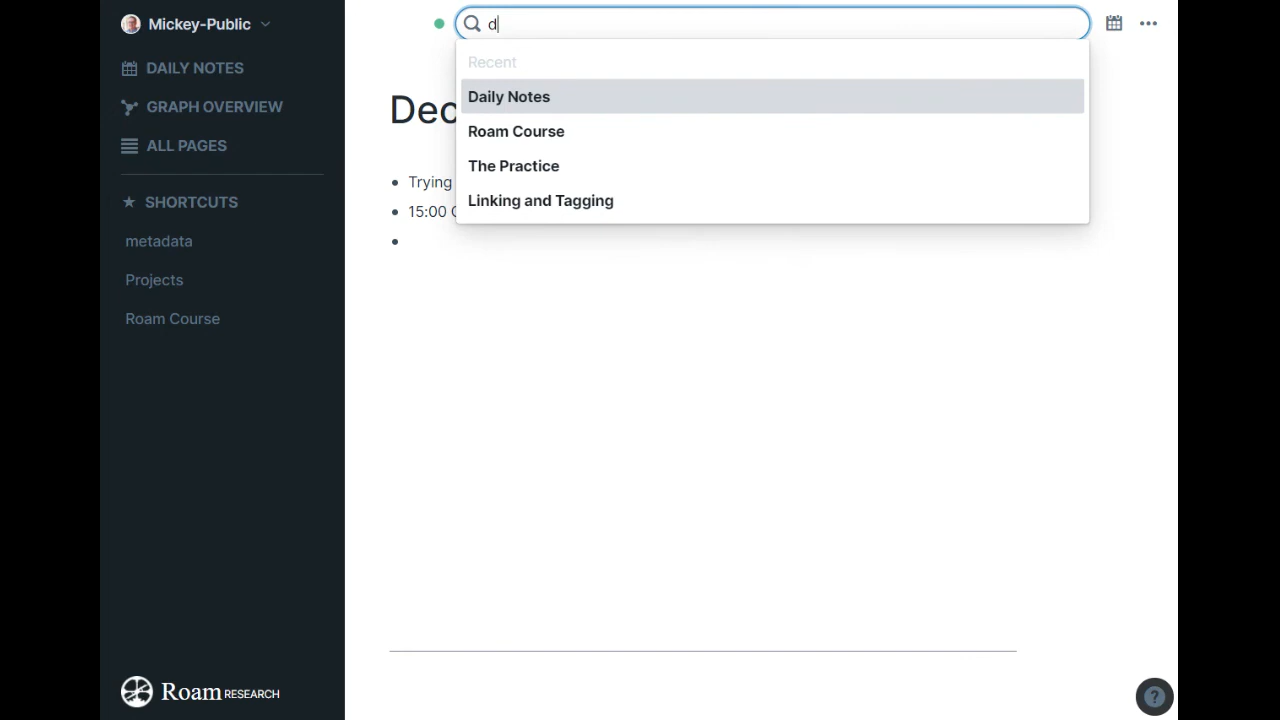 Mickey-Public
d
DAILY NOTES
GRAPH OVERVIEW
ALL PAGES
SHORTCUTS
metadata
Projects
Roam Course
Recent
Daily Notes
Roam Course
The Practice
Linking and Tagging
Dec
Trying
15:00
Roam RESEARCH
?